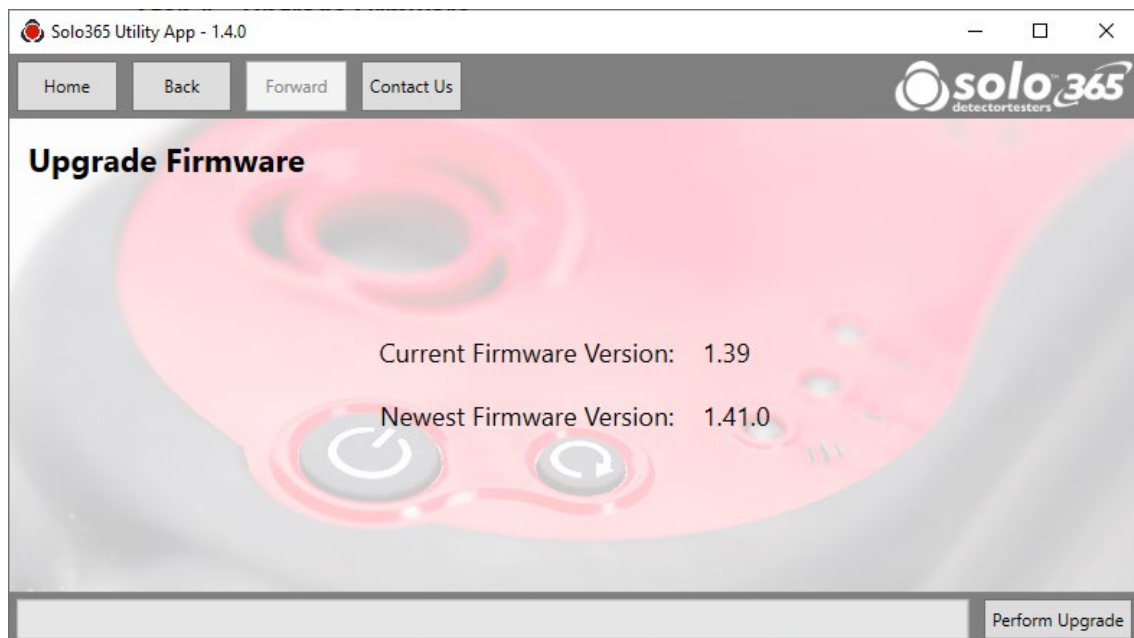 Solo365 Utility App - 1.4.0
Home Back Forward Contact Us
solo™ 365
detectortesters
Upgrade Firmware
Current Firmware Version: 1.39
Newest Firmware Version: 1.41.0
Perform Upgrade